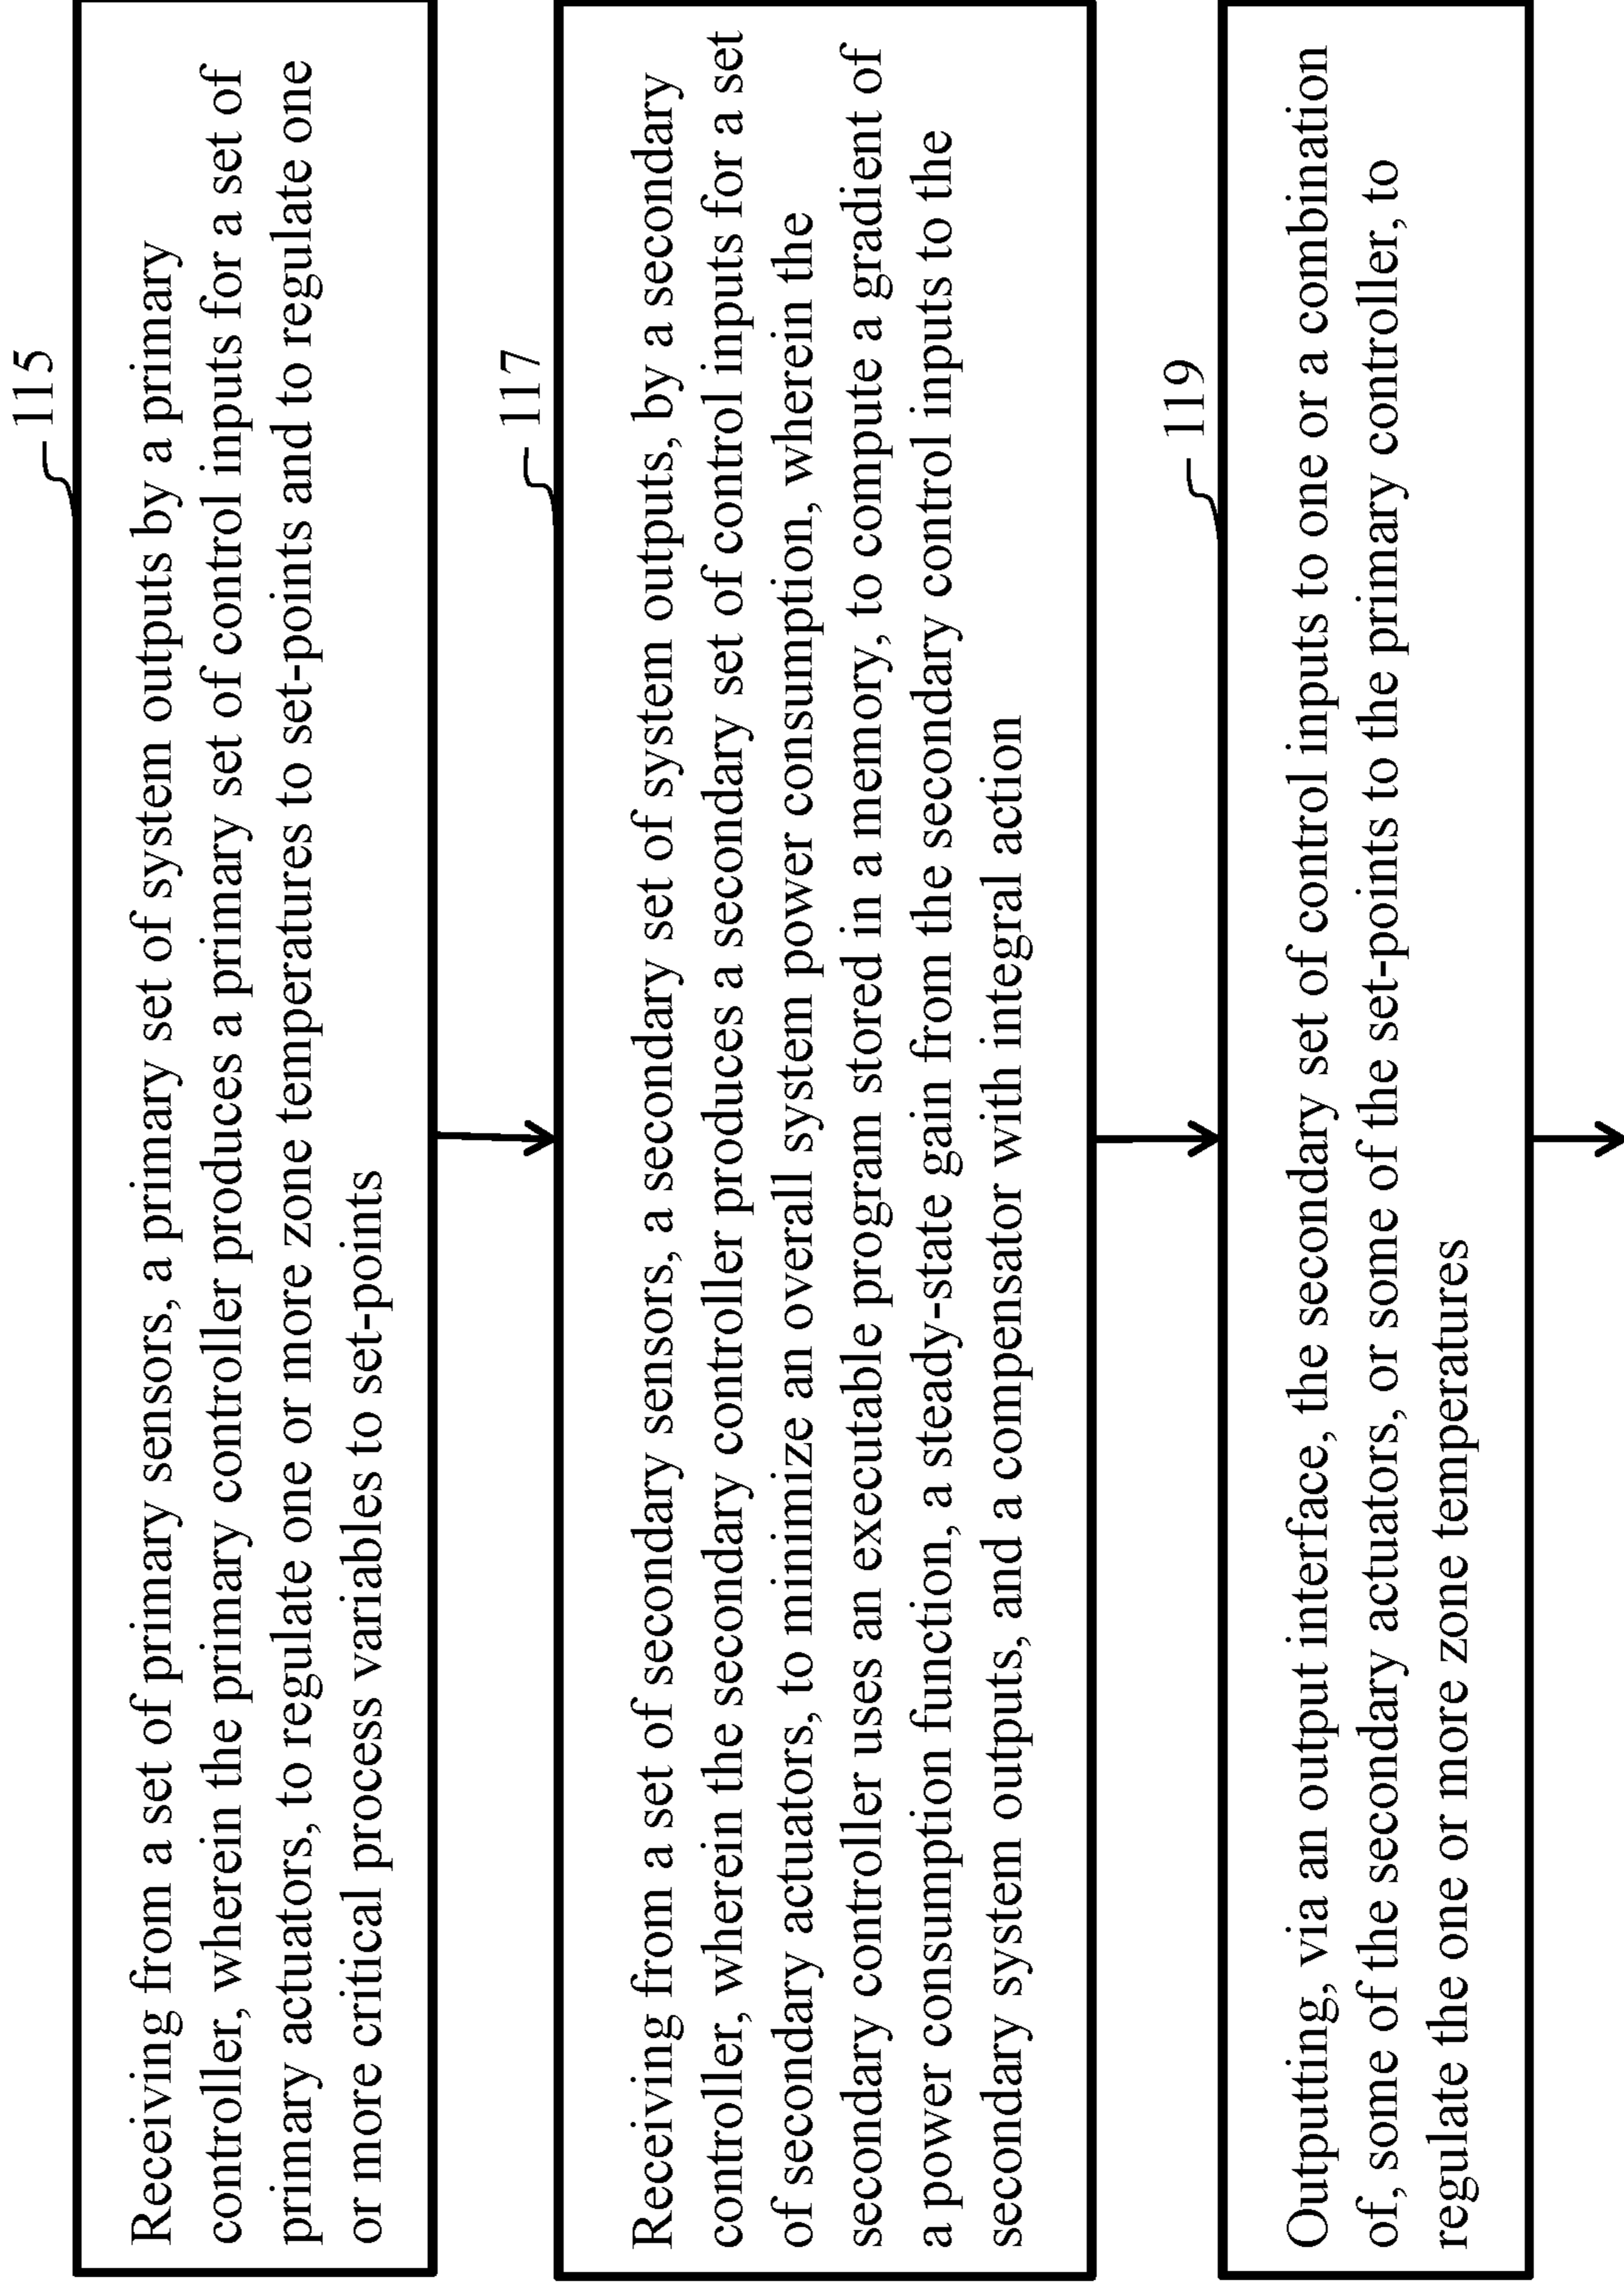 115
Receiving from a set of primary sensors, a primary set of system outputs by a primary
controller, wherein the primary controller produces a primary set of control inputs for a set of
primary actuators, to regulate one or more zone temperatures to set-points and to regulate one
or more critical process variables to set-points
117
Receiving from a set of secondary sensors, a secondary set of system outputs, by a secondary
controller, wherein the secondary controller produces a secondary set of control inputs for a set
of secondary actuators, to minimize an overall system power consumption, wherein the
secondary controller uses an executable program stored in a memory, to compute a gradient of
a power consumption function, a steady-state gain from the secondary control inputs to the
secondary system outputs, and a compensator with integral action
119
Outputting, via an output interface, the secondary set of control inputs to one or a combination
of, some of the secondary actuators, or some of the set-points to the primary controller, to
regulate the one or more zone temperatures